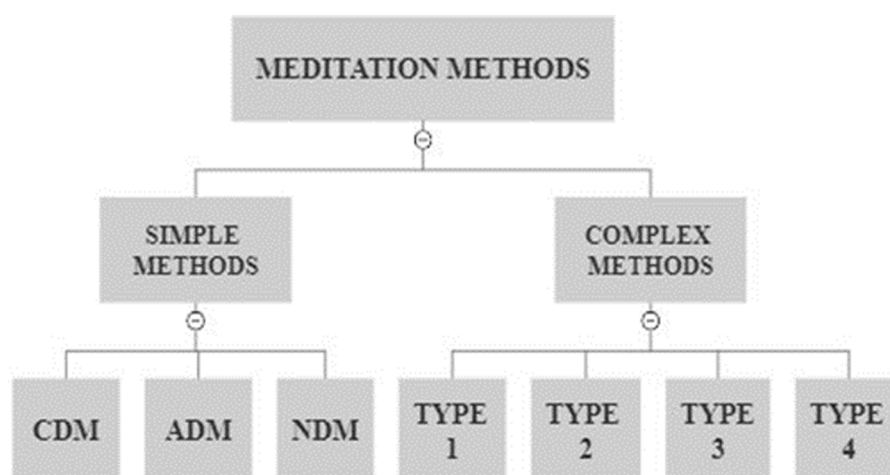 MEDITATION METHODS
SIMPLE
METHODS
COMPLEX
METHODS
CDM
ADM
NDM
TYPE
1
TYPE
2
TYPE
3
TYPE
4